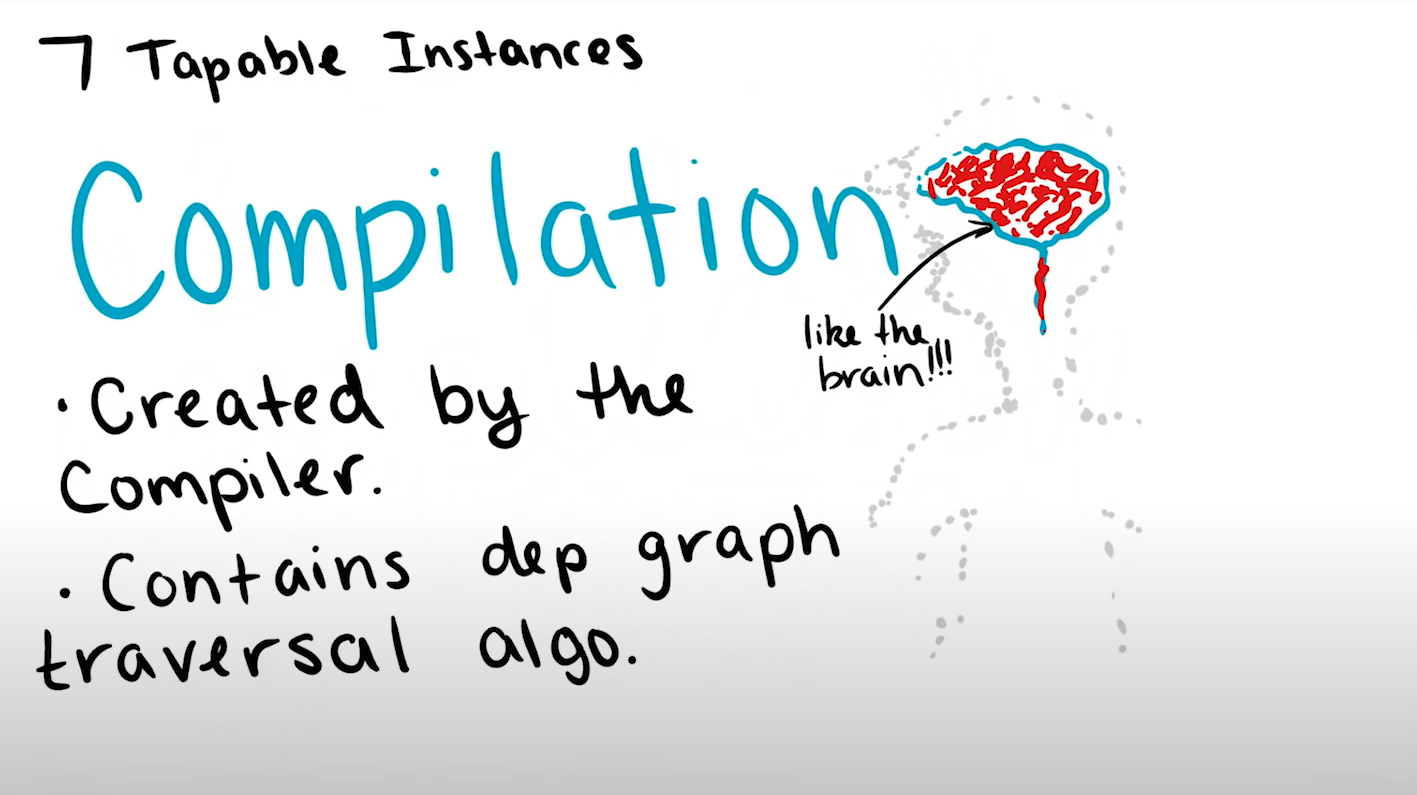 7 Tapable Instances
Compilation
like the
brain!!!
· Created by the
Compiler.
· Contains dep graph
traversal algo.